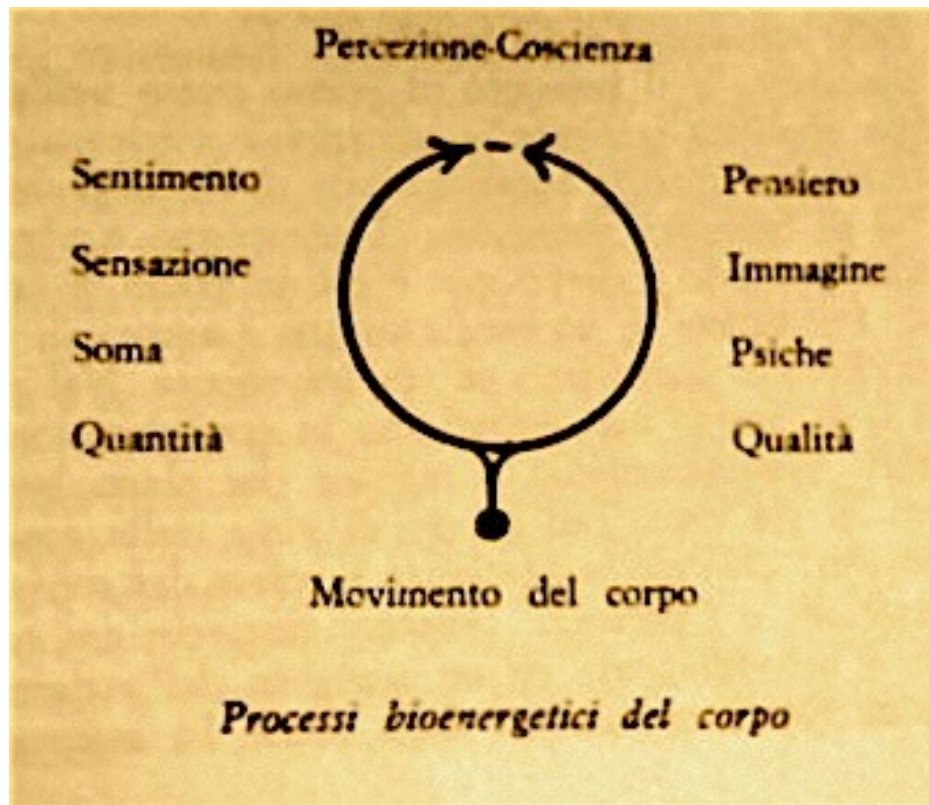 Percezione-Coscienza
Sentimento
Pensiero
Sensazione
Immagine
Soma
Psiche
Quantità
Qualità
Movimento del corpo
Processi bioenergetici del corpo